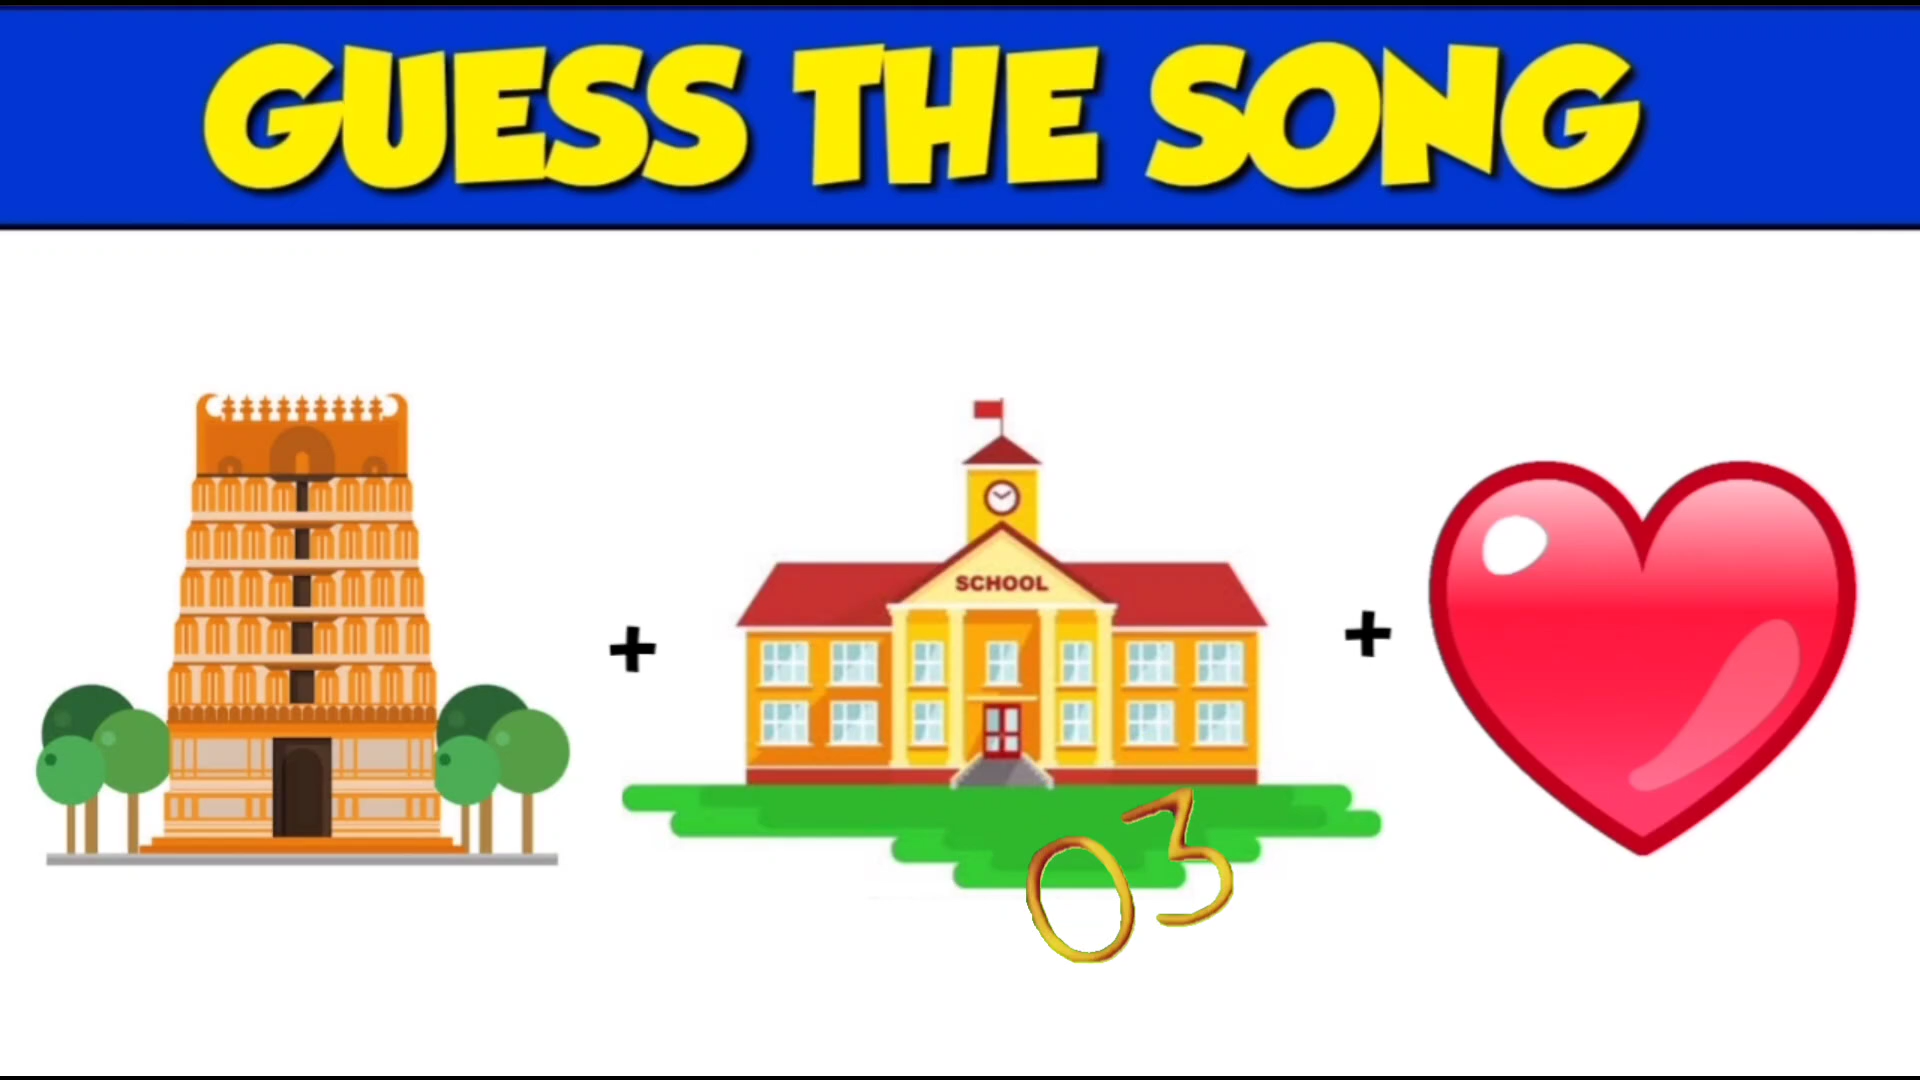 GUESS THE SONG
SCHOOL
+
+
03